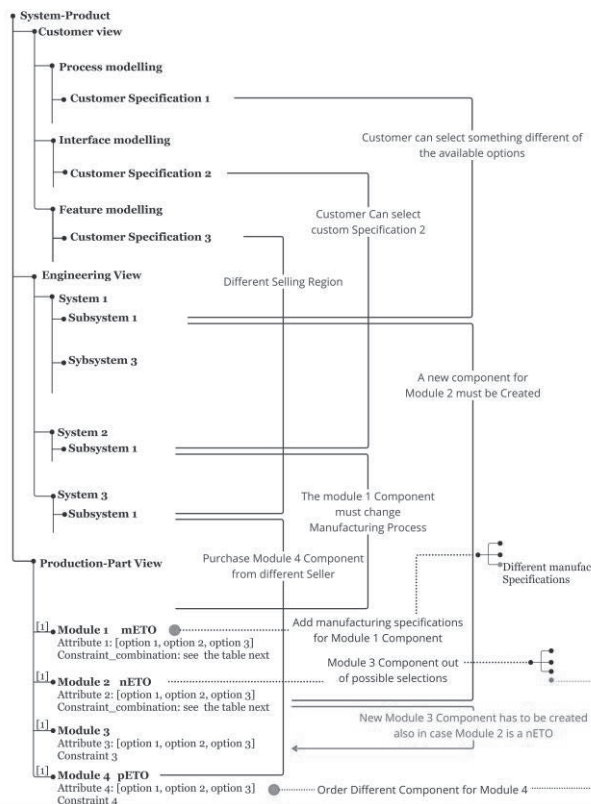 System-Product
Customer view
Process modelling
Customer Specification 1
Customer can select something different of
the available options
Interface modelling
Customer Specification 2
Customer Can select
custom Specification 2
Feature modelling
Customer Specification 3
Different Selling Region
Engineering View
System 1
Subsystem 1
Sybsystem 3
A new component for
Module 2 must be Created
System 2
Subsystem 1
System 3
Subsystem 1
The module 1 Component
must change
Manufacturing Process
Production-Part View
Purchase Module 4 Component
from different Seller
Different manufac
Specifications
[1] Module 1 mETO
Attribute 1: [option 1, option 2, option 3]
Constraint_combination: see the table next
Add manufacturing specifications
for Module 1 Component
[1] Module 2 nETO
Attribute 2: [option 1, option 2, option 3]
Constraint_combination: see the table next
Module 3 Component out
of possible selections
[1] Module 3
Attribute 3: [option 1, option 2, option 3]
Constraint 3
New Module 3 Component has to be created
also in case Module 2 is a nETO
[1] Module 4 pETO
Attribute 4: [option 1, option 2, option 3]
Constraint 4
Order Different Component for Module 4